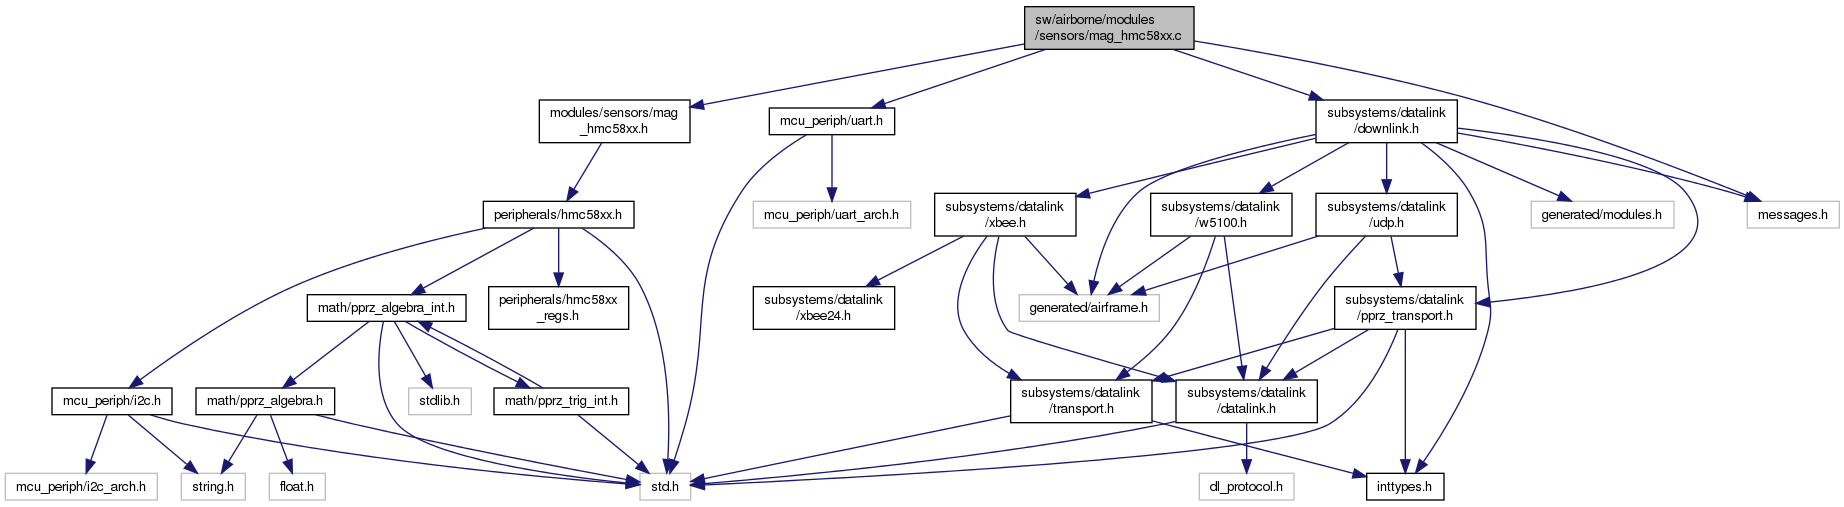 sw/airborne/modules
/sensors/mag_hmc58xx.c
modules/sensors/mag
_hmc58xx.h
mcu_periph/uart.h
subsystems/datalink
/downlink.h
peripherals/hmc58xx.h
mcu_periph/uart_arch.h
subsystems/datalink
/xbee.h
subsystems/datalink
/w5100.h
subsystems/datalink
/udp.h
generated/modules.h
messages.h
math/pprz_algebra_int.h
peripherals/hmc58xx
_regs.h
subsystems/datalink
/xbee24.h
generated/airframe.h
subsystems/datalink
/pprz_transport.h
mcu_periph/i2c.h
math/pprz_algebra.h
stdlib.h
math/pprz_trig_int.h
subsystems/datalink
/transport.h
subsystems/datalink
/datalink.h
mcu_periph/i2c_arch.h
string.h
float.h
std.h
dl_protocol.h
inttypes.h